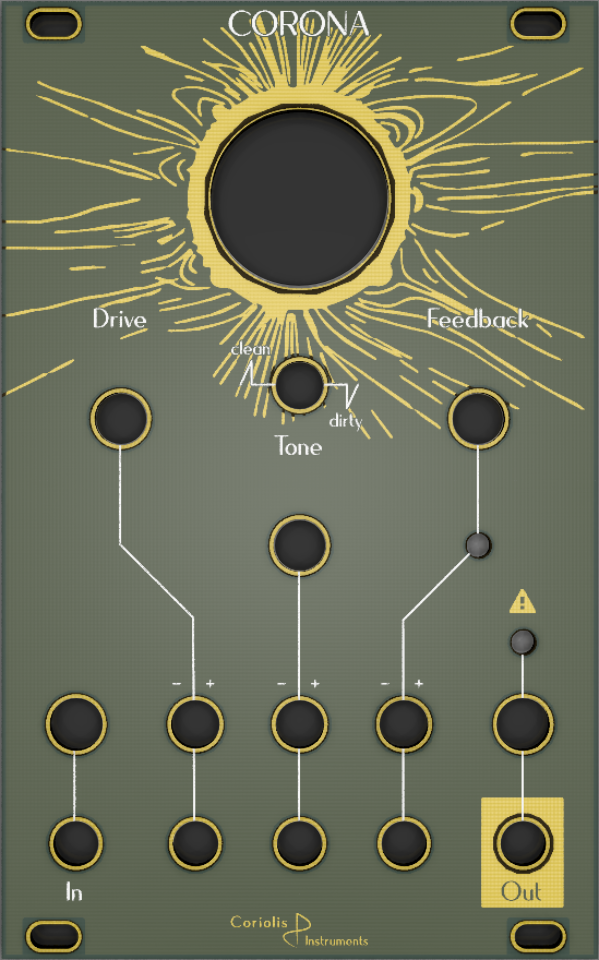 CORONA
Drive
Feedback
clean
dirty
Tone
- +
- +
- +
In
Out
Coriolis
Instruments